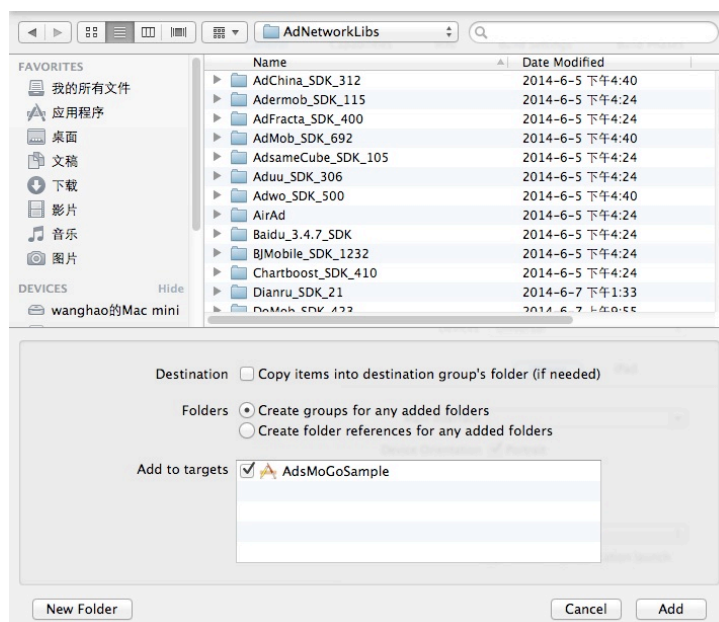 AdNetworkLibs
FAVORITES
我的所有文件
应用程序
桌面
文稿
下载
影片
音乐
图片
DEVICES Hide
wanghao的Mac mini
Name Date Modified
AdChina_SDK_312 2014-6-5 下午4:40
Adermob_SDK_115 2014-6-5 下午4:24
AdFracta_SDK_400 2014-6-5 下午4:24
AdMob_SDK_692 2014-6-5 下午4:40
AdsameCube_SDK_105 2014-6-5 下午4:24
Aduu_SDK_306 2014-6-5 下午4:24
Adwo_SDK_500 2014-6-5 下午4:40
AirAd 2014-6-5 下午4:24
Baidu_3.4.7_SDK 2014-6-5 下午4:24
BJMobile_SDK_1232 2014-6-5 下午4:24
Chartboost_SDK_410 2014-6-5 下午4:24
Dianru_SDK_21 2014-6-7 下午1:33
DoMob_SDK_423 2014-6-7 上午9:55
Destination Copy items into destination group's folder (if needed)
Folders Create groups for any added folders
Create folder references for any added folders
Add to targets AdsMoGoSample
New Folder Cancel Add